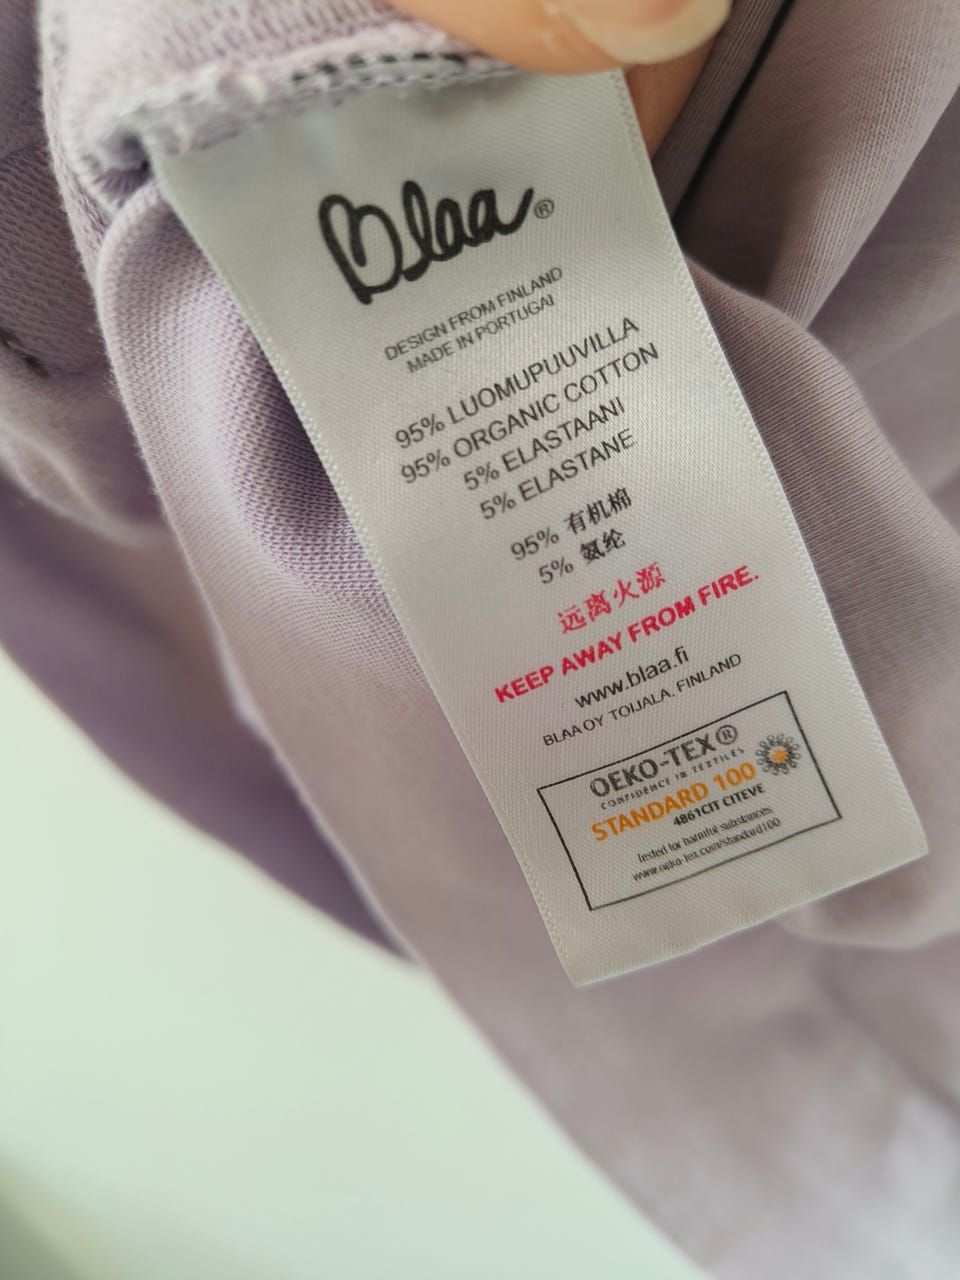 Blaa®
DESIGN FROM FINLAND
MADE IN PORTUGAL
95% LUOMUPUUVILLA
95% ORGANIC COTTON
5% ELASTAANI
5% ELASTANE
95% 有机棉
5% 氨纶
远离火源
KEEP AWAY FROM FIRE.
www.blaa.fi
BLAA OY TOIJALA, FINLAND
OEKO-TEX®
CONFIDENCE IN TEXTILES
STANDARD 100
4861CIT CITEVE
Tested for harmful substances
www.oeko-tex.com/standard100